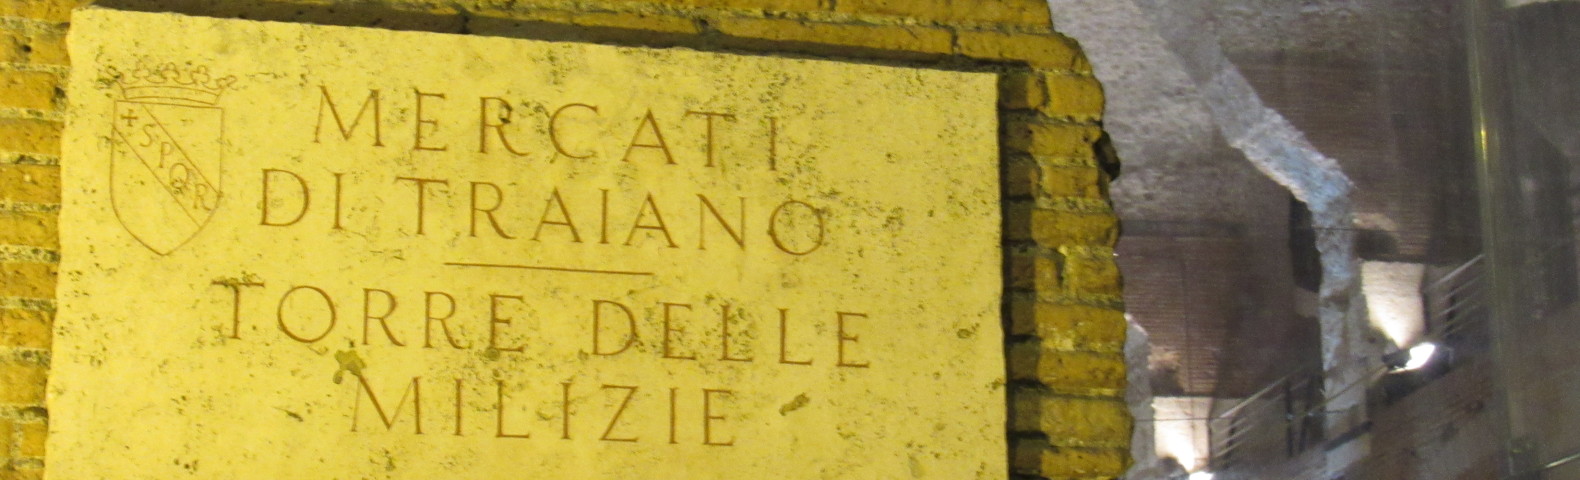 SPQR
MERCATI
DI TRAIANO
TORRE DELLE
MILIZIE